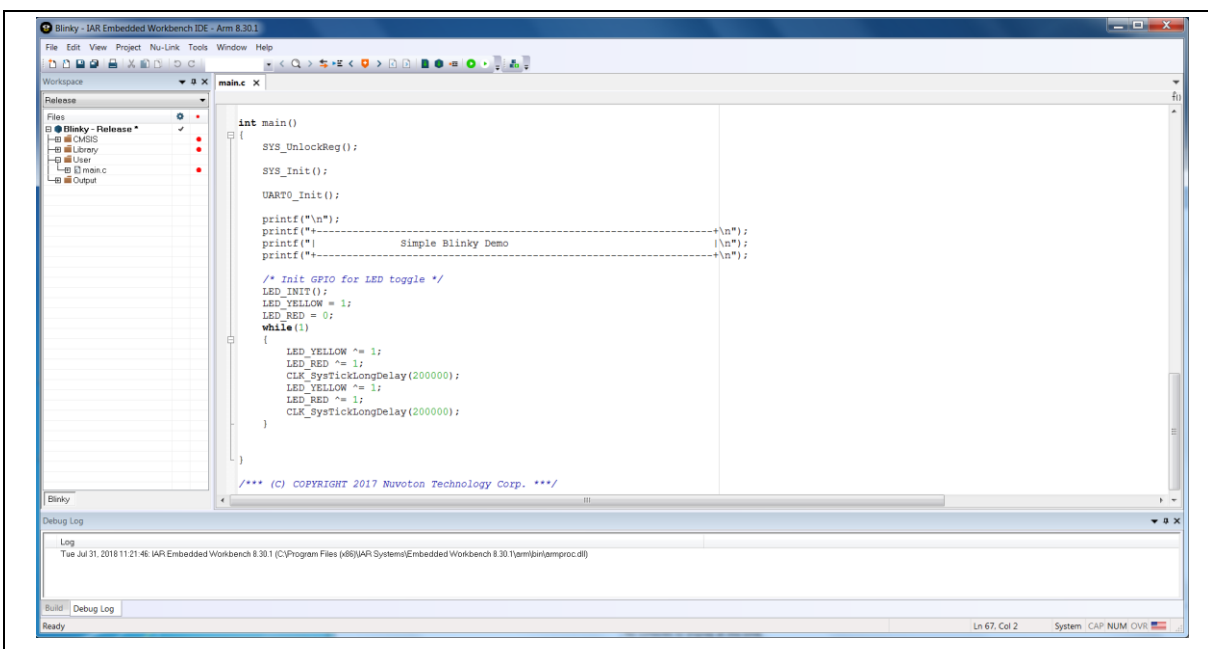 Blinky - IAR Embedded Workbench IDE - Arm 8.30.1
File Edit View Project Nu-Link Tools Window Help
Workspace
main.c
Release
Files
Blinky - Release *
CMSIS
Library
User
main.c
Output
int main()
{
SYS_UnlockReg();
SYS_Init();
UART0_Init();
printf("\n");
printf("+-------------------------------------------------------------------+\n");
printf("|              Simple Blinky Demo                                   |\n");
printf("+-------------------------------------------------------------------+\n");
/* Init GPIO for LED toggle */
LED_INIT();
LED_YELLOW = 1;
LED_RED = 0;
while(1)
{
LED_YELLOW ^= 1;
LED_RED ^= 1;
CLK_SysTickLongDelay(200000);
LED_YELLOW ^= 1;
LED_RED ^= 1;
CLK_SysTickLongDelay(200000);
}
}
/*** (C) COPYRIGHT 2017 Nuvoton Technology Corp. ***/
Blinky
Debug Log
Log
Tue Jul 31, 2018 11:21:46: IAR Embedded Workbench 8.30.1 (C:\Program Files (x86)\IAR Systems\Embedded Workbench 8.30.1\arm\bin\armproc.dll)
Build Debug Log
Ready Ln 67, Col 2 System CAP NUM OVR